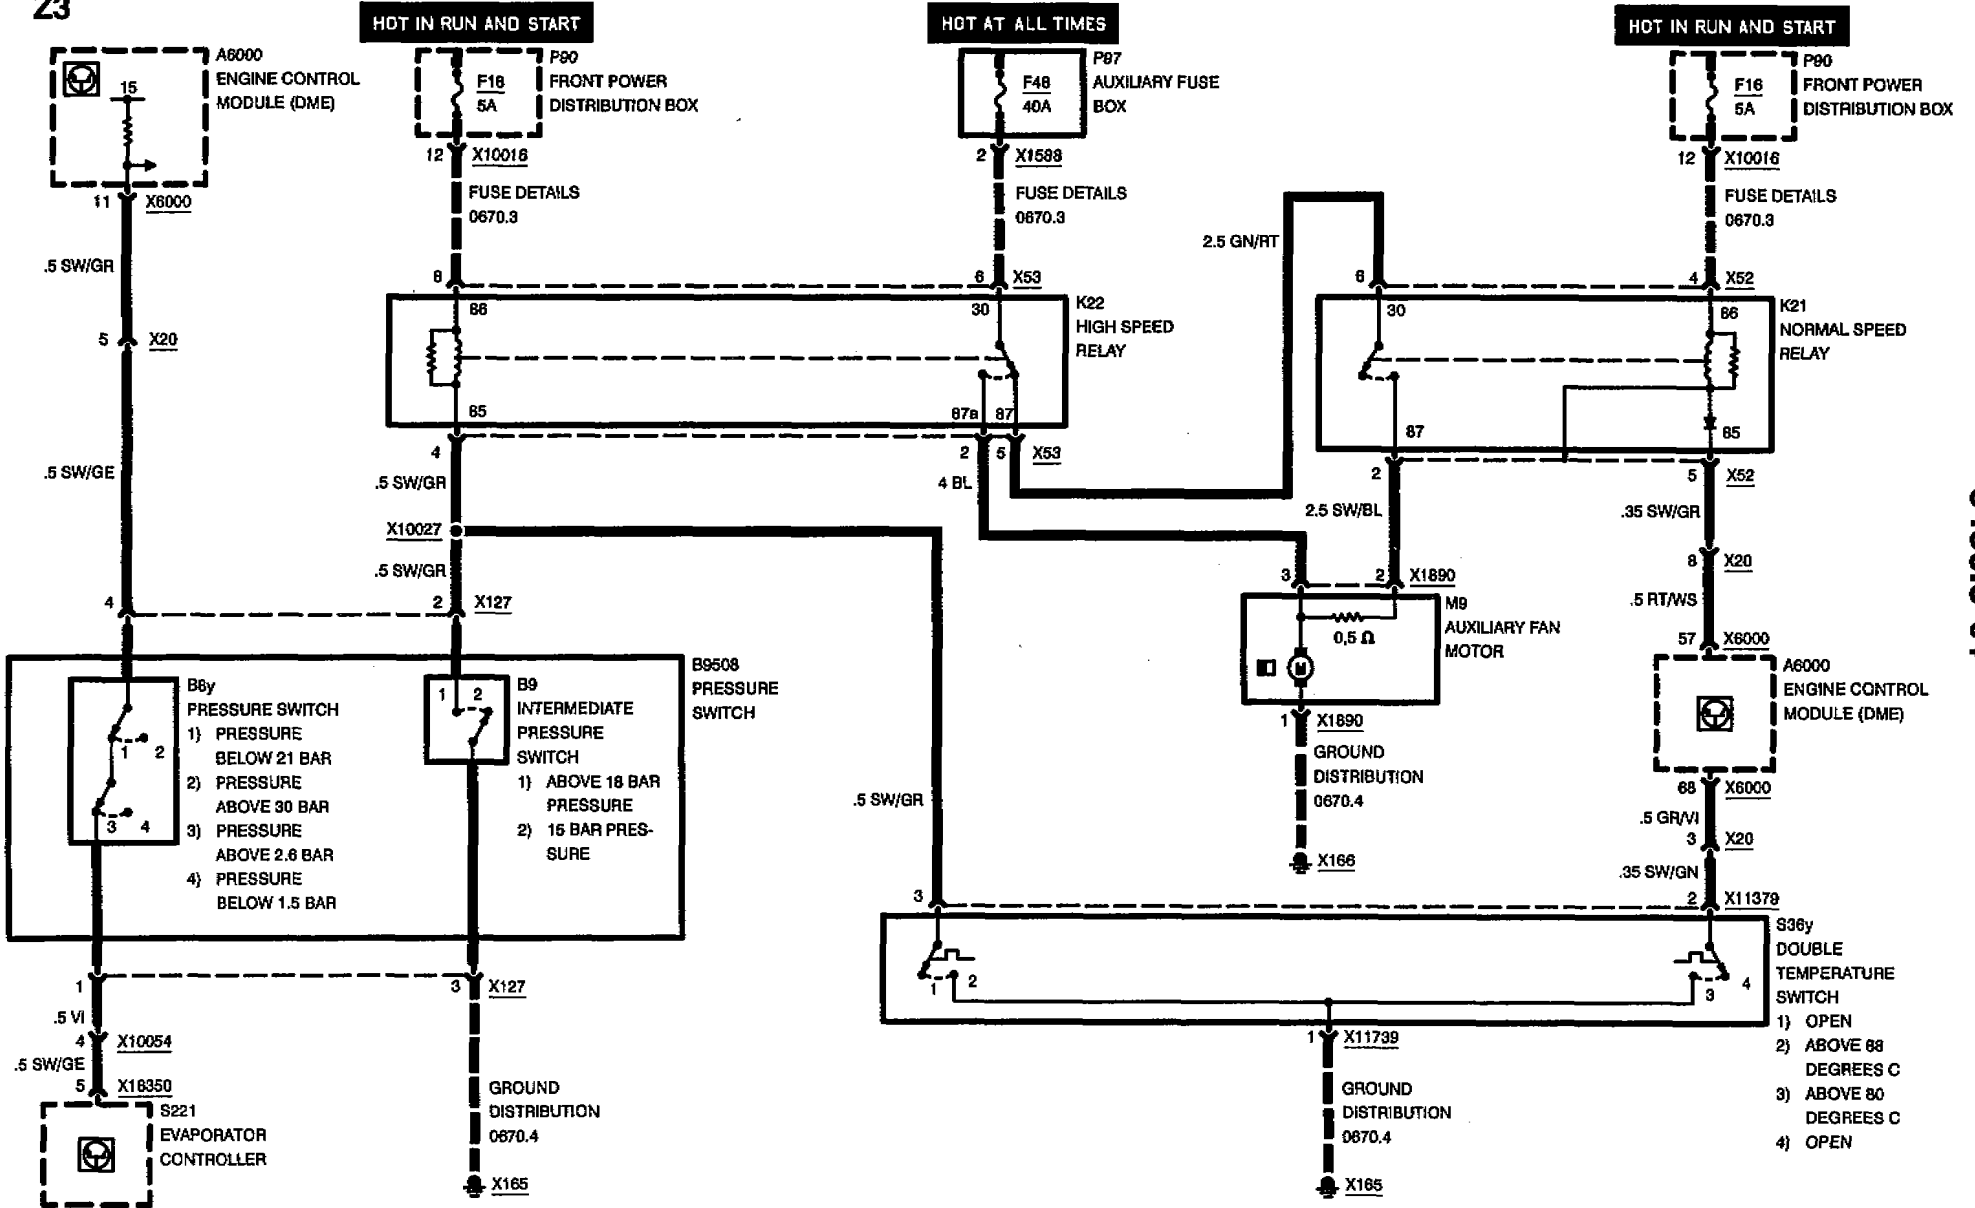 Z3
HOT IN RUN AND START
HOT AT ALL TIMES
HOT IN RUN AND START
A6000
ENGINE CONTROL
MODULE (DME)
15
11 X6000
.5 SW/GR
5 X20
.5 SW/GE
4
P90
FRONT POWER
DISTRIBUTION BOX
F16
5A
12 X10016
FUSE DETAILS
0670.3
8
P97
AUXILIARY FUSE
BOX
F48
40A
2 X1598
FUSE DETAILS
0670.3
6 X53
K22
HIGH SPEED
RELAY
86
30
85
87a 87
4
2 5 X53
.5 SW/GR
4 BL
X10027
.5 SW/GR
2 X127
P90
FRONT POWER
DISTRIBUTION BOX
F16
5A
12 X10016
FUSE DETAILS
0670.3
2.5 GN/RT
6
4 X52
K21
NORMAL SPEED
RELAY
30
86
87
85
2
5 X52
2.5 SW/BL
.35 SW/GR
8 X20
.5 RT/WS
57 X6000
A6000
ENGINE CONTROL
MODULE (DME)
68 X6000
.5 GR/VI
3 X20
.35 SW/GN
2 X11379
3 2 X1890
M9
AUXILIARY FAN
MOTOR
0,5 Ω
M
1 X1890
GROUND
DISTRIBUTION
0670.4
X166
B9508
PRESSURE
SWITCH
B8y
PRESSURE SWITCH
1) PRESSURE
BELOW 21 BAR
2) PRESSURE
ABOVE 30 BAR
3) PRESSURE
ABOVE 2.6 BAR
4) PRESSURE
BELOW 1.5 BAR
1 2
3 4
B9
INTERMEDIATE
PRESSURE
SWITCH
1) ABOVE 18 BAR
PRESSURE
2) 15 BAR PRES-
SURE
1 2
1
3 X127
.5 VI
4 X10054
.5 SW/GE
5 X18350
S221
EVAPORATOR
CONTROLLER
GROUND
DISTRIBUTION
0670.4
X165
.5 SW/GR
3
S36y
DOUBLE
TEMPERATURE
SWITCH
1) OPEN
2) ABOVE 88
DEGREES C
3) ABOVE 80
DEGREES C
4) OPEN
1 2
3 4
1 X11739
GROUND
DISTRIBUTION
0670.4
X165